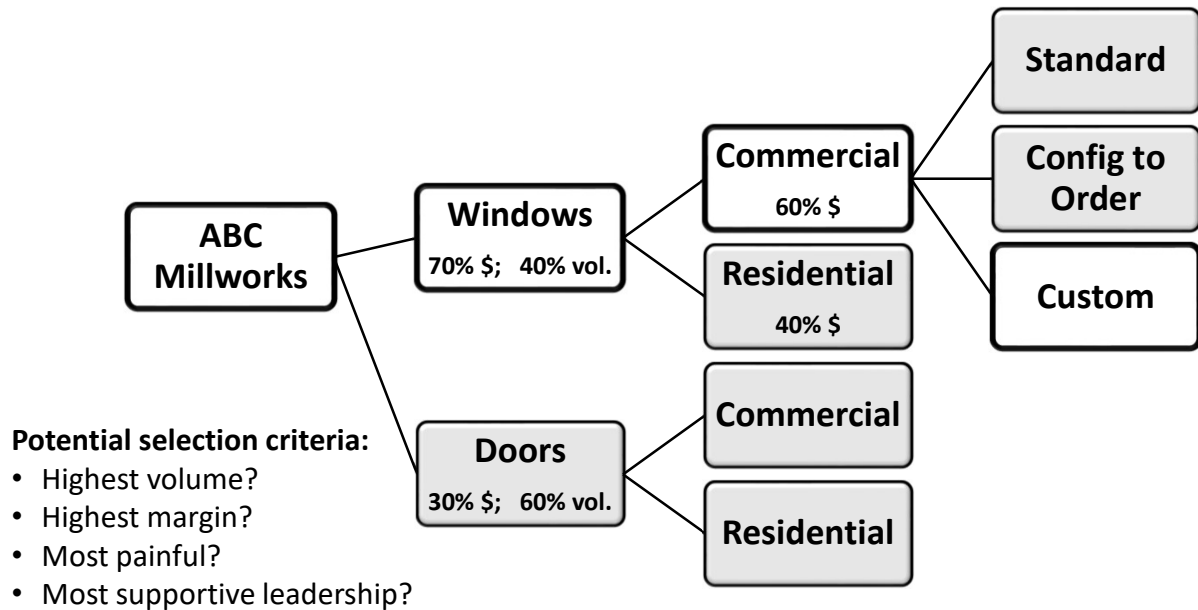 ABC
Millworks
Windows
70% $; 40% vol.
Commercial
60% $
Residential
40% $
Standard
Config to
Order
Custom
Doors
30% $; 60% vol.
Commercial
Residential
Potential selection criteria:
• Highest volume?
• Highest margin?
• Most painful?
• Most supportive leadership?